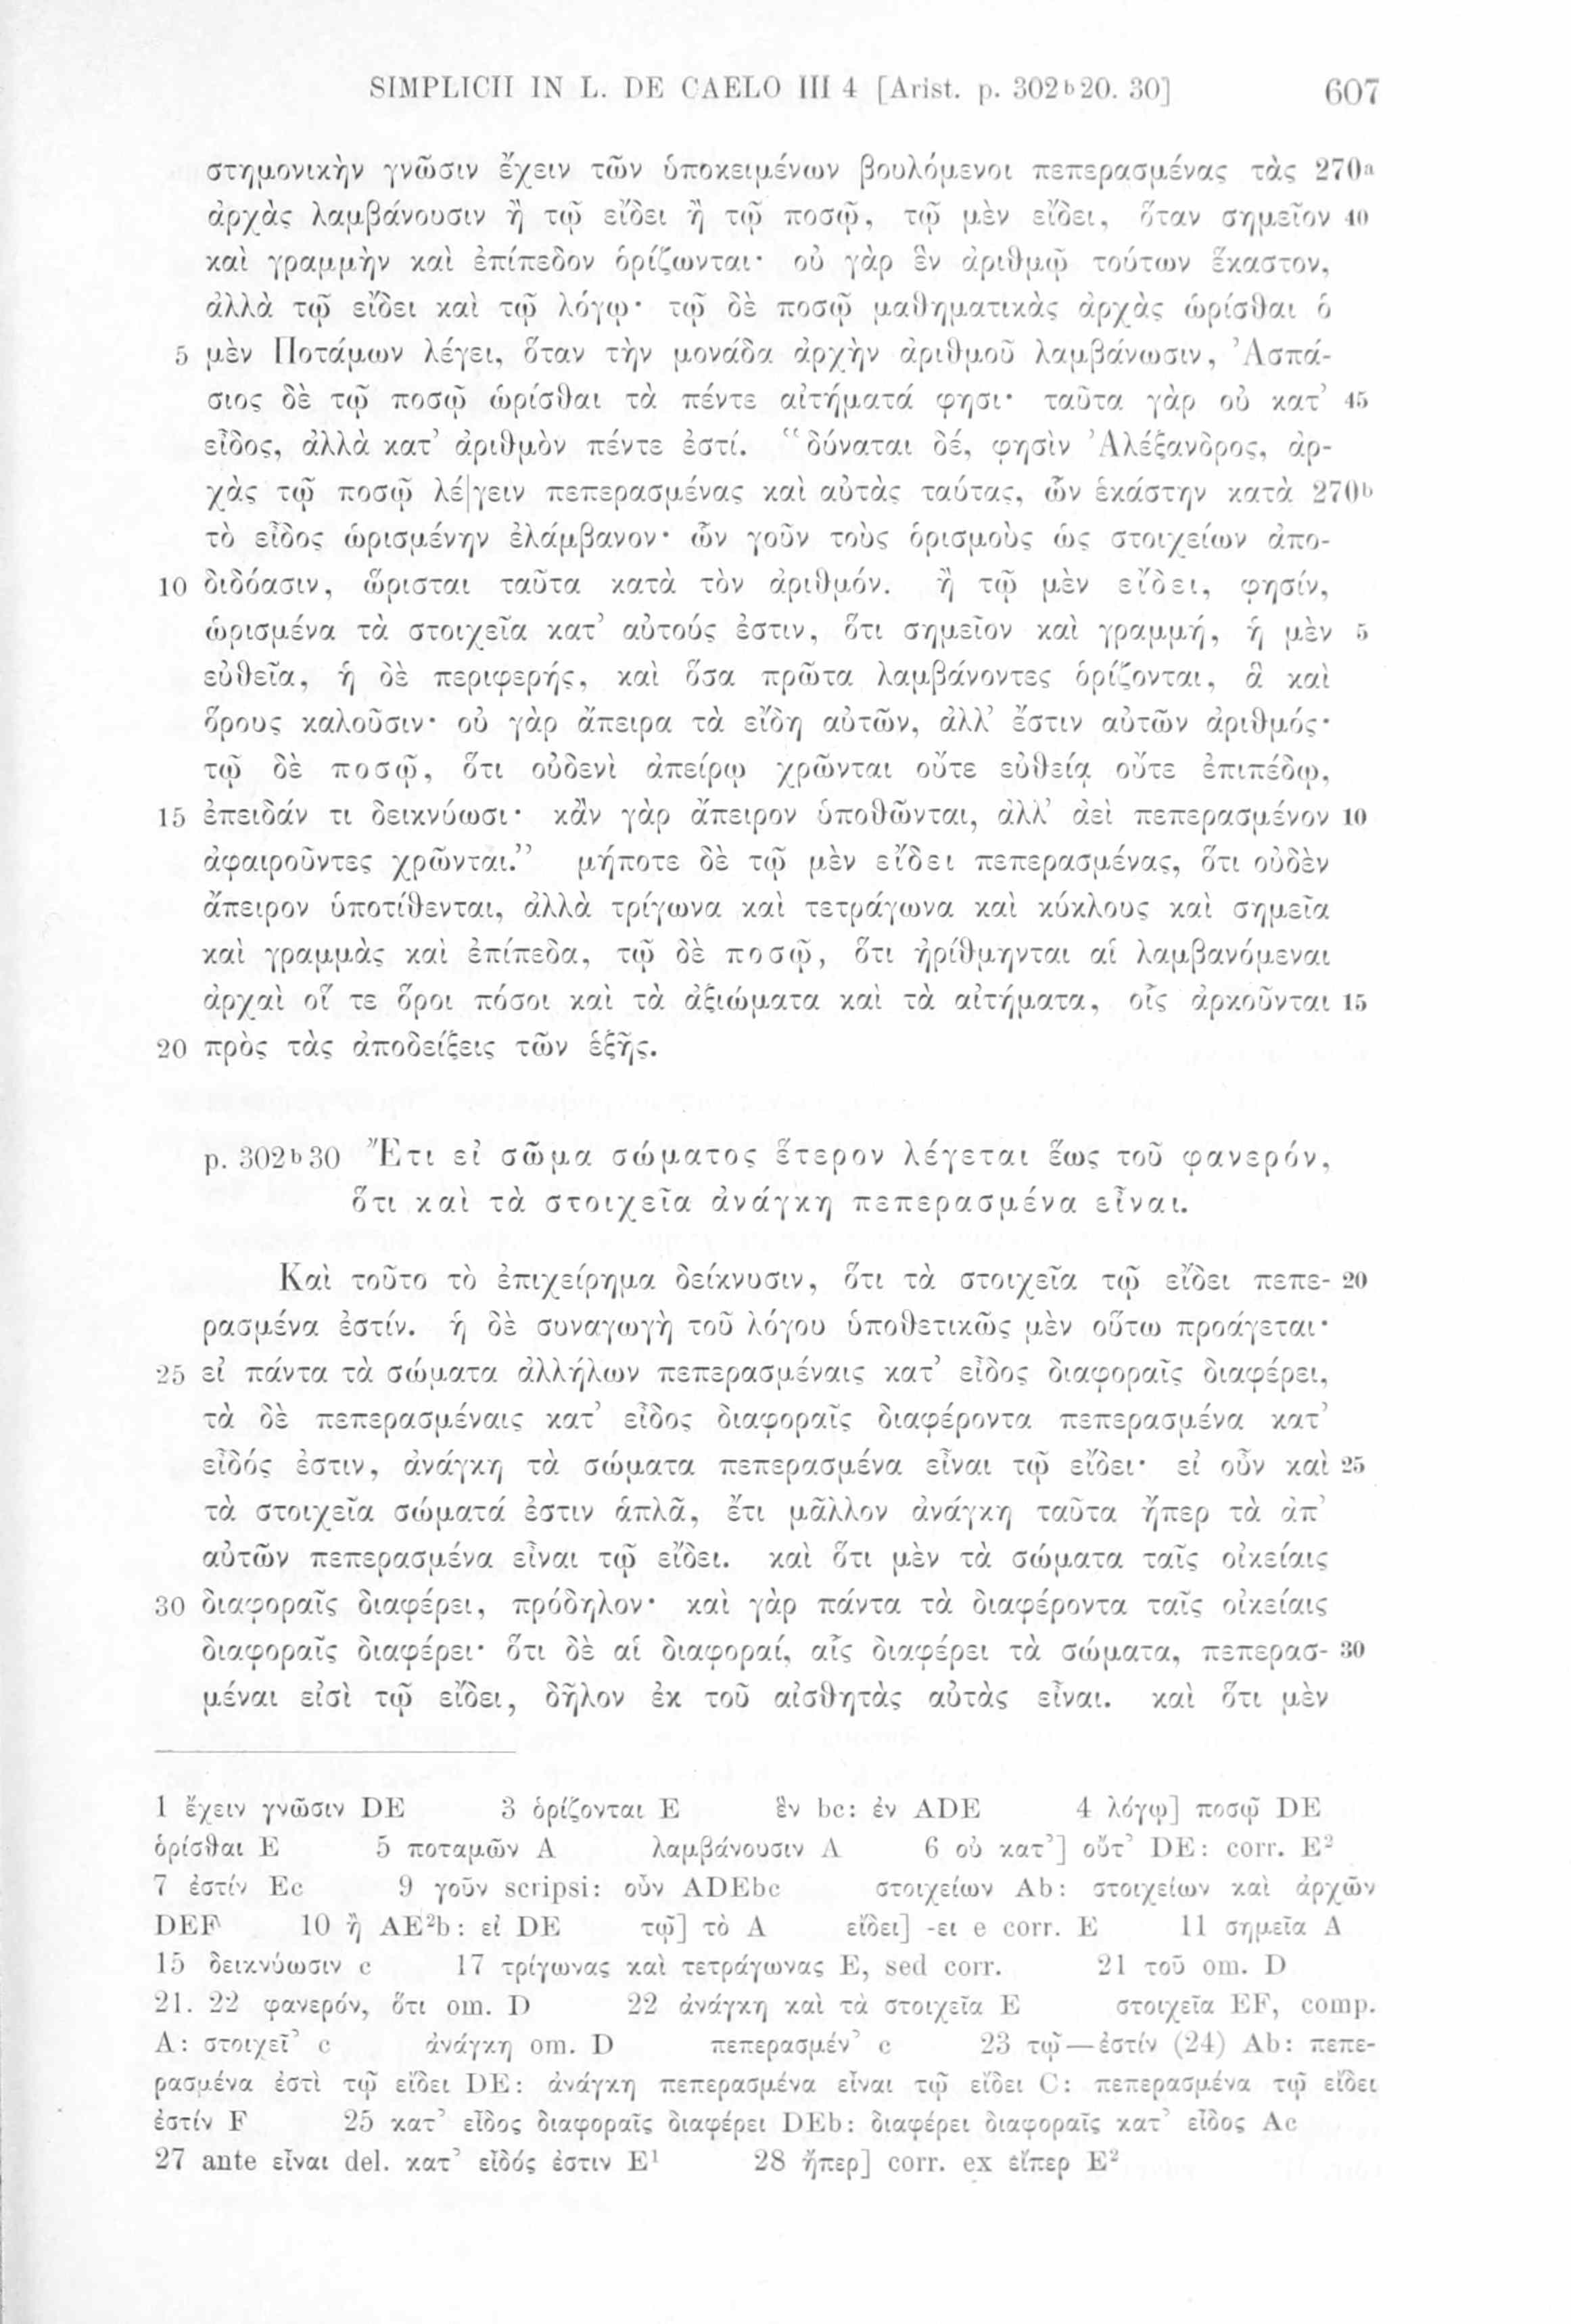 SIMPLICII IN L. DE CAELO III 4 [Arist. p. 302ᵇ20. 30] 607
στημονικὴν γνῶσιν ἔχειν τῶν ὑποκειμένων βουλόμενοι πεπερασμένας τὰς 270ᵃ
ἀρχὰς λαμβάνουσιν ἢ τῷ εἴδει ἢ τῷ ποσῷ, τῷ μὲν εἴδει, ὅταν σημεῖον 40
καὶ γραμμὴν καὶ ἐπίπεδον ὁρίζωνται· οὐ γὰρ ἓν ἀριθμῷ τούτων ἕκαστον,
ἀλλὰ τῷ εἴδει καὶ τῷ λόγῳ· τῷ δὲ ποσῷ μαθηματικὰς ἀρχὰς ὡρίσθαι ὁ
5 μὲν Ποτάμων λέγει, ὅταν τὴν μονάδα ἀρχὴν ἀριθμοῦ λαμβάνωσιν, Ἀσπά-
σιος δὲ τῷ ποσῷ ὡρίσθαι τὰ πέντε αἰτήματά φησι· ταῦτα γὰρ οὐ κατ’ 45
εἶδος, ἀλλὰ κατ’ ἀριθμὸν πέντε ἐστί. “δύναται δέ, φησὶν Ἀλέξανδρος, ἀρ-
χὰς τῷ ποσῷ λέ|γειν πεπερασμένας καὶ αὐτὰς ταύτας, ὧν ἑκάστην κατὰ 270ᵇ
τὸ εἶδος ὡρισμένην ἐλάμβανον· ὧν γοῦν τοὺς ὁρισμοὺς ὡς στοιχείων ἀπο-
10 διδόασιν, ὥρισται ταῦτα κατὰ τὸν ἀριθμόν. ἢ τῷ μὲν εἴδει, φησίν,
ὡρισμένα τὰ στοιχεῖα κατ’ αὐτούς ἐστιν, ὅτι σημεῖον καὶ γραμμή, ἡ μὲν 5
εὐθεῖα, ἡ δὲ περιφερής, καὶ ὅσα πρῶτα λαμβάνοντες ὁρίζονται, ἃ καὶ
ὅρους καλοῦσιν· οὐ γὰρ ἄπειρα τὰ εἴδη αὐτῶν, ἀλλ’ ἔστιν αὐτῶν ἀριθμός·
τῷ δὲ ποσῷ, ὅτι οὐδενὶ ἀπείρῳ χρῶνται οὔτε εὐθείᾳ οὔτε ἐπιπέδῳ,
15 ἐπειδάν τι δεικνύωσι· κἂν γὰρ ἄπειρον ὑποθῶνται, ἀλλ’ ἀεὶ πεπερασμένον 10
ἀφαιροῦντες χρῶνται.” μήποτε δὲ τῷ μὲν εἴδει πεπερασμένας, ὅτι οὐδὲν
ἄπειρον ὑποτίθενται, ἀλλὰ τρίγωνα καὶ τετράγωνα καὶ κύκλους καὶ σημεῖα
καὶ γραμμὰς καὶ ἐπίπεδα, τῷ δὲ ποσῷ, ὅτι ἠρίθμηνται αἱ λαμβανόμεναι
ἀρχαὶ οἵ τε ὅροι πόσοι καὶ τὰ ἀξιώματα καὶ τὰ αἰτήματα, οἷς ἀρκοῦνται 15
20 πρὸς τὰς ἀποδείξεις τῶν ἑξῆς.
p. 302ᵇ30 Ἔτι εἰ σῶμα σώματος ἕτερον λέγεται ἕως τοῦ φανερόν,
ὅτι καὶ τὰ στοιχεῖα ἀνάγκη πεπερασμένα εἶναι.
Καὶ τοῦτο τὸ ἐπιχείρημα δείκνυσιν, ὅτι τὰ στοιχεῖα τῷ εἴδει πεπε- 20
ρασμένα ἐστίν. ἡ δὲ συναγωγὴ τοῦ λόγου ὑποθετικῶς μὲν οὕτω προάγεται·
25 εἰ πάντα τὰ σώματα ἀλλήλων πεπερασμέναις κατ’ εἶδος διαφοραῖς διαφέρει,
τὰ δὲ πεπερασμέναις κατ’ εἶδος διαφοραῖς διαφέροντα πεπερασμένα κατ’
εἶδός ἐστιν, ἀνάγκη τὰ σώματα πεπερασμένα εἶναι τῷ εἴδει· εἰ οὖν καὶ 25
τὰ στοιχεῖα σώματά ἐστιν ἁπλᾶ, ἔτι μᾶλλον ἀνάγκη ταῦτα ἤπερ τὰ ἀπ’
αὐτῶν πεπερασμένα εἶναι τῷ εἴδει. καὶ ὅτι μὲν τὰ σώματα ταῖς οἰκείαις
30 διαφοραῖς διαφέρει, πρόδηλον· καὶ γὰρ πάντα τὰ διαφέροντα ταῖς οἰκείαις
διαφοραῖς διαφέρει· ὅτι δὲ αἱ διαφοραί, αἷς διαφέρει τὰ σώματα, πεπερασ- 30
μέναι εἰσὶ τῷ εἴδει, δῆλον ἐκ τοῦ αἰσθητὰς αὐτὰς εἶναι. καὶ ὅτι μὲν
1 ἔχειν γνῶσιν DE 3 ὁρίζονται E ἓν bc: ἐν ADE 4 λόγῳ] ποσῷ DE
ὁρίσθαι E 5 ποταμῶν A λαμβάνουσιν A 6 οὐ κατ’] οὔτ’ DE: corr. E²
7 ἐστίν Ec 9 γοῦν scripsi: οὖν ADEbc στοιχείων Ab: στοιχείων καὶ ἀρχῶν
DEF 10 ἢ AE²b: εἰ DE τῷ] τὸ A εἴδει] -ει e corr. E 11 σημεῖα A
15 δεικνύωσιν c 17 τρίγωνας καὶ τετράγωνας E, sed corr. 21 τοῦ om. D
21. 22 φανερόν, ὅτι om. D 22 ἀνάγκη καὶ τὰ στοιχεῖα E στοιχεῖα EF, comp.
A: στοιχεῖ’ c ἀνάγκη om. D πεπερασμέν’ c 23 τῷ—ἐστίν (24) Ab: πεπε-
ρασμένα ἐστὶ τῷ εἴδει DE: ἀνάγκη πεπερασμένα εἶναι τῷ εἴδει C: πεπερασμένα τῷ εἴδει
ἐστίν F 25 κατ’ εἶδος διαφοραῖς διαφέρει DEb: διαφέρει διαφοραῖς κατ’ εἶδος Ac
27 ante εἶναι del. κατ’ εἶδός ἐστιν E¹ 28 ἤπερ] corr. ex εἴπερ E²